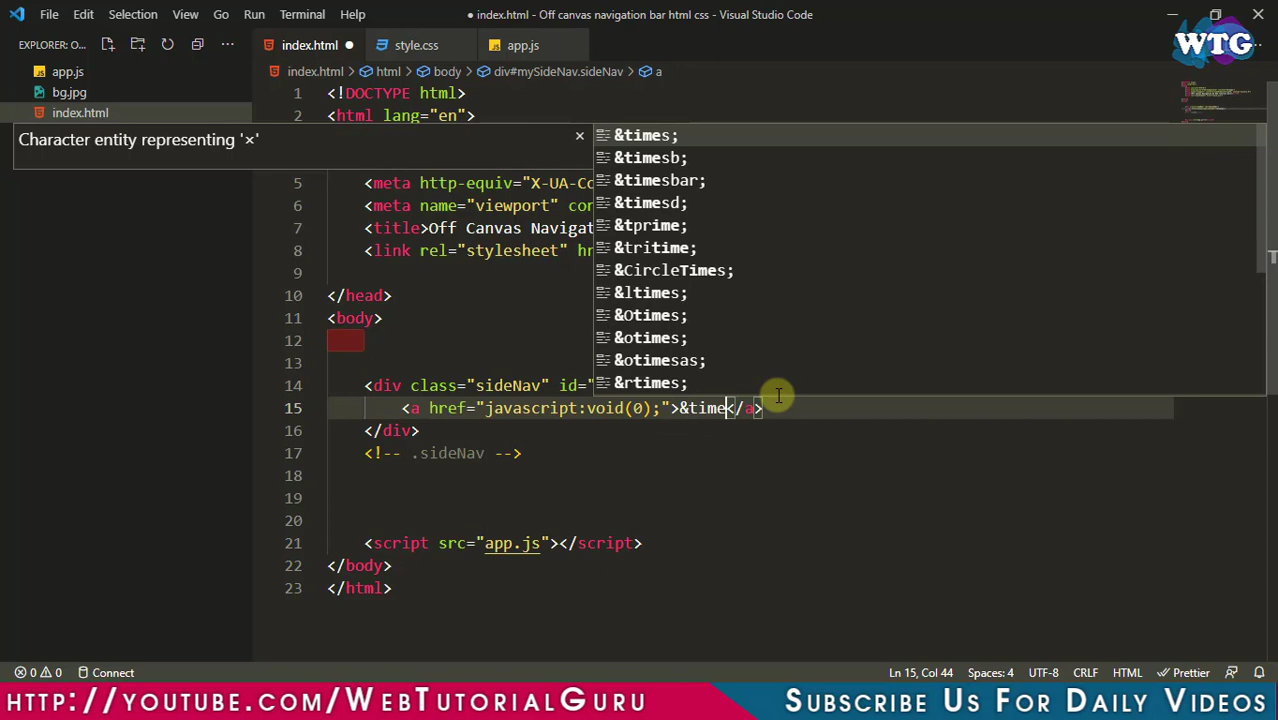 File Edit Selection View Go Run Terminal Help
● index.html - Off canvas navigation bar html css - Visual Studio Code
EXPLORER: O...
index.html ●
style.css
app.js
WTG
app.js
bg.jpg
index.html
index.html > html > body > div#mySideNav.sideNav > a
1 <!DOCTYPE html>
2 <html lang="en">
Character entity representing '×'
&times;
&timesb;
&timesbar;
&timesd;
&tprime;
&tritime;
&CircleTimes;
&ltimes;
&Otimes;
&otimes;
&otimesas;
&rtimes;
5 <meta http-equiv="X-UA-Co
6 <meta name="viewport" con
7 <title>Off Canvas Navigat
8 <link rel="stylesheet" hr
9
10 </head>
11 <body>
12
13
14 <div class="sideNav" id="
15 <a href="javascript:void(0);">&time</a>
16 </div>
17 <!-- .sideNav -->
18
19
20
21 <script src="app.js"></script>
22 </body>
23 </html>
0 0 Connect
Ln 15, Col 44 Spaces: 4 UTF-8 CRLF HTML Prettier
http://youtube.com/WebTutorialGuru
Subscribe Us For Daily Videos